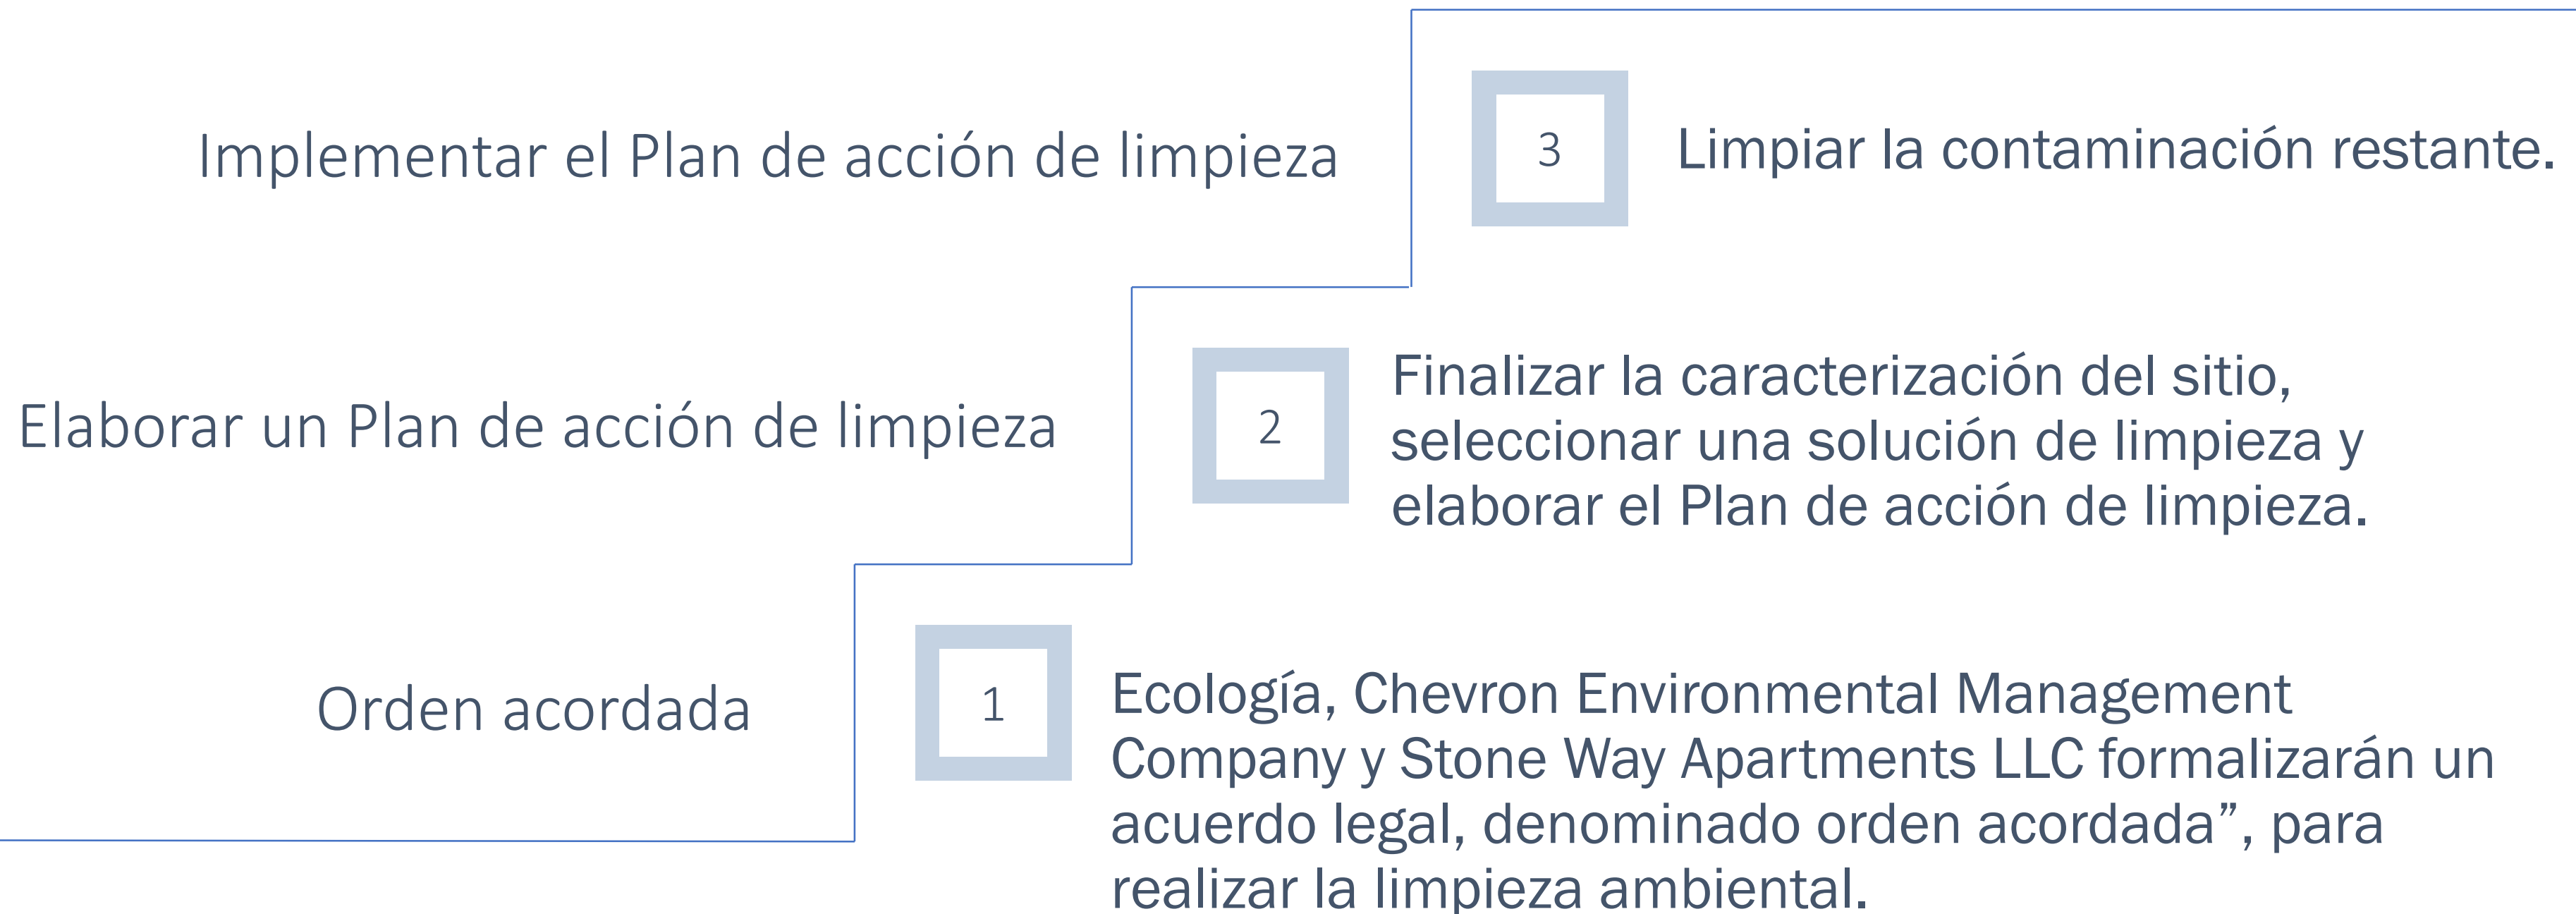 Implementar el Plan de acción de limpieza
3
Limpiar la contaminación restante.
Elaborar un Plan de acción de limpieza
2
Finalizar la caracterización del sitio,
seleccionar una solución de limpieza y
elaborar el Plan de acción de limpieza.
Orden acordada
1
Ecología, Chevron Environmental Management
Company y Stone Way Apartments LLC formalizarán un
acuerdo legal, denominado orden acordada”, para
realizar la limpieza ambiental.